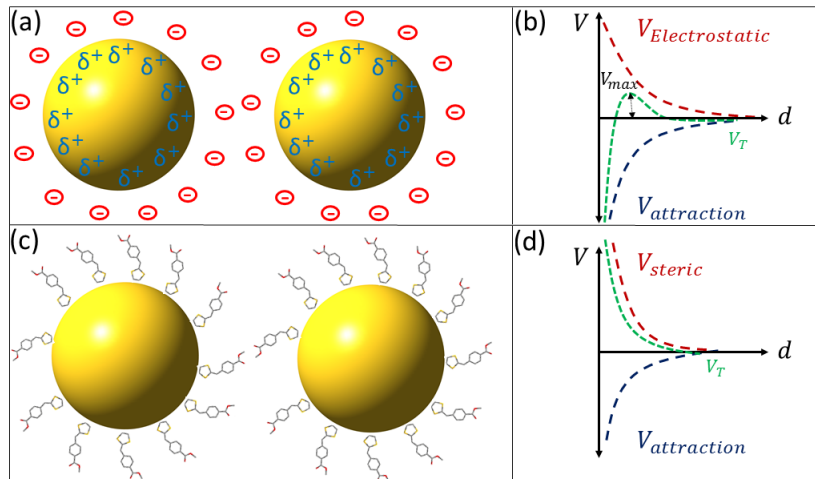 (a)
δ+ δ+ δ+
δ+ δ+
δ+ δ+
δ+ δ+
δ+ δ+
δ+ δ+ δ+
δ+ δ+
δ+ δ+
δ+ δ+
δ+ δ+
(b)
V
V_Electrostatic
V_max
d
V_T
V_attraction
(c)
(d)
V
V_steric
d
V_T
V_attraction